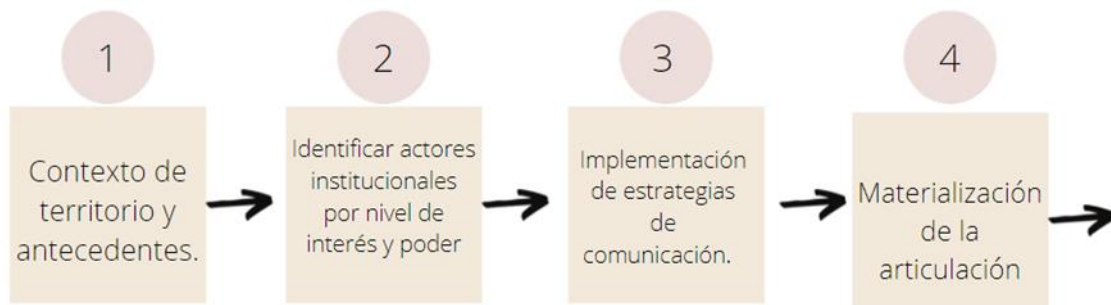 1
Contexto de
territorio y
antecedentes.
2
Identificar actores
institucionales
por nivel de
interés y poder
3
Implementación
de estrategias
de
comunicación.
4
Materialización
de la
articulación